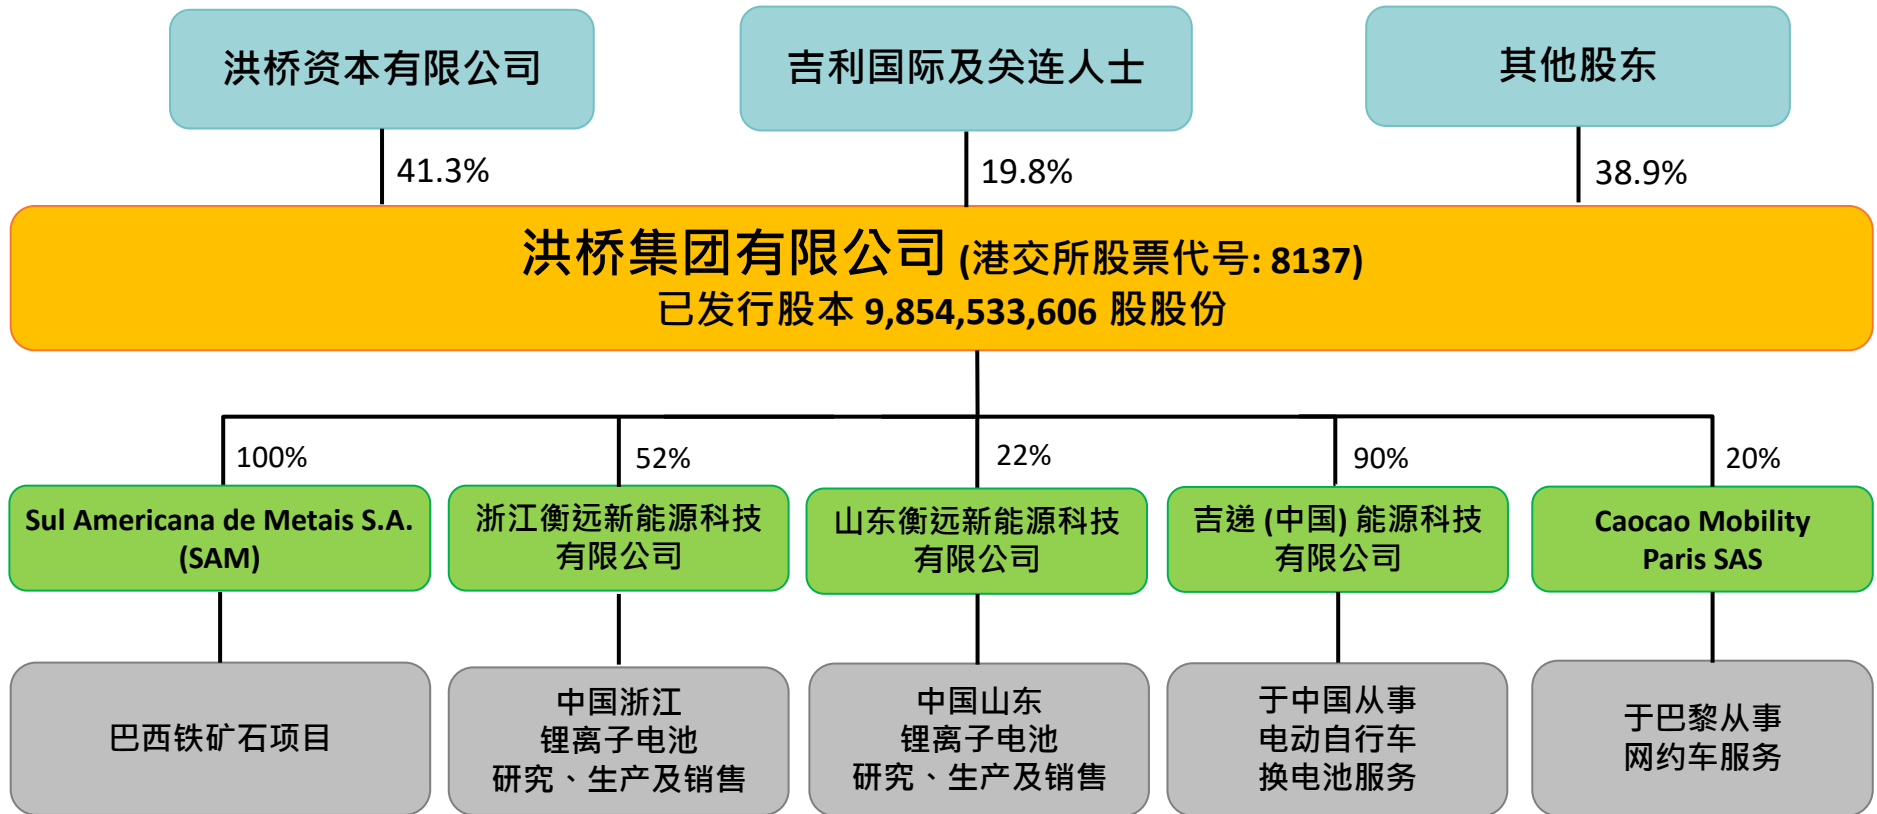 洪桥资本有限公司
吉利国际及关连人士
其他股东
41.3%
19.8%
38.9%
洪桥集团有限公司 (港交所股票代号: 8137)
已发行股本 9,854,533,606 股股份
100%
52%
22%
90%
20%
Sul Americana de Metais S.A.
(SAM)
浙江衡远新能源科技
有限公司
山东衡远新能源科技
有限公司
吉递 (中国) 能源科技
有限公司
Caocao Mobility
Paris SAS
巴西铁矿石项目
中国浙江
锂离子电池
研究、生产及销售
中国山东
锂离子电池
研究、生产及销售
于中国从事
电动自行车
换电池服务
于巴黎从事
网约车服务